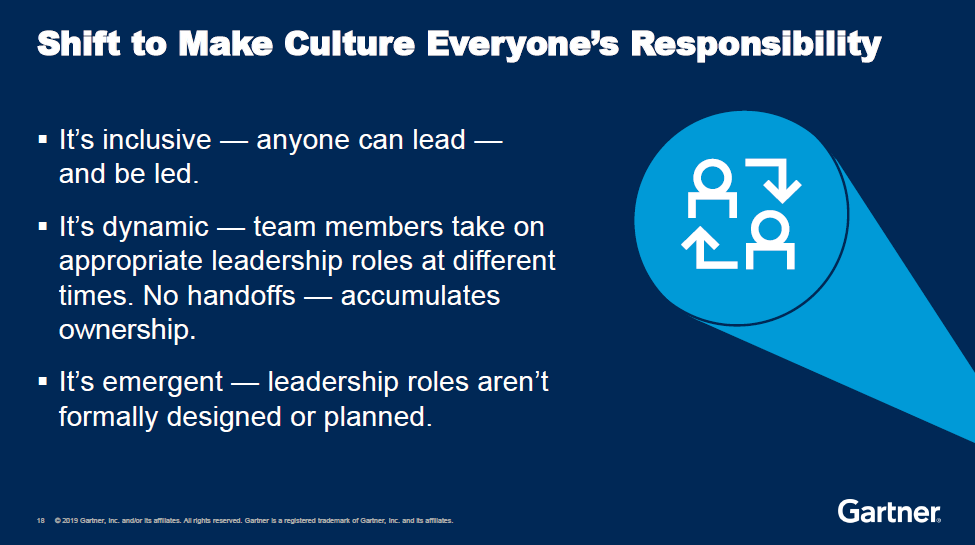 Shift to Make Culture Everyone’s Responsibility
▪ It’s inclusive — anyone can lead —
and be led.
▪ It’s dynamic — team members take on
appropriate leadership roles at different
times. No handoffs — accumulates
ownership.
▪ It’s emergent — leadership roles aren’t
formally designed or planned.
18 © 2019 Gartner, Inc. and/or its affiliates. All rights reserved. Gartner is a registered trademark of Gartner, Inc. and its affiliates.
Gartner®